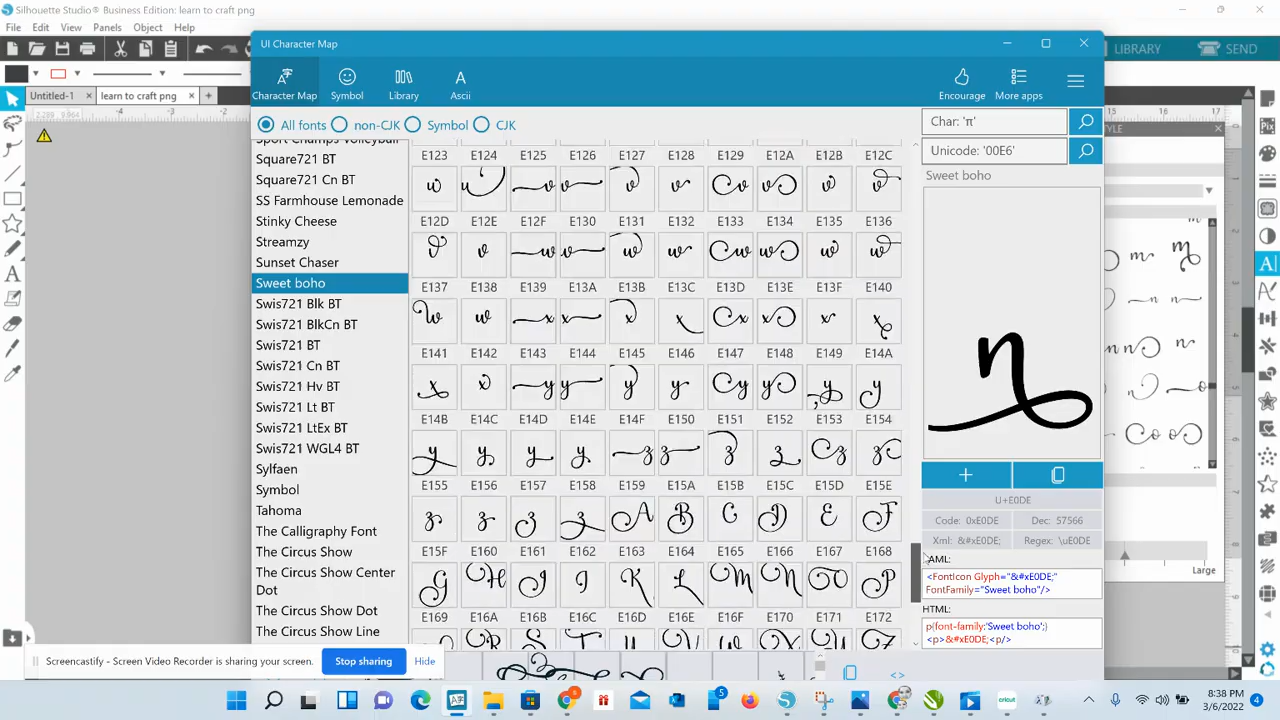 Silhouette Studio® Business Edition: learn to craft png
File Edit View Panels Object Help
LIBRARY SEND
Untitled-1 learn to craft png
UI Character Map
Character Map Symbol Library Ascii Encourage More apps
All fonts non-CJK Symbol CJK
Char: 'π'
Unicode: '00E6'
Square721 BT
Square721 Cn BT
SS Farmhouse Lemonade
Stinky Cheese
Streamzy
Sunset Chaser
Sweet boho
Swis721 Blk BT
Swis721 BlkCn BT
Swis721 BT
Swis721 Cn BT
Swis721 Hv BT
Swis721 Lt BT
Swis721 LtEx BT
Swis721 WGL4 BT
Sylfaen
Symbol
Tahoma
The Calligraphy Font
The Circus Show
The Circus Show Center
Dot
The Circus Show Dot
The Circus Show Line
E123 E124 E125 E126 E127 E128 E129 E12A E12B E12C
E12D E12E E12F E130 E131 E132 E133 E134 E135 E136
E137 E138 E139 E13A E13B E13C E13D E13E E13F E140
E141 E142 E143 E144 E145 E146 E147 E148 E149 E14A
E14B E14C E14D E14E E14F E150 E151 E152 E153 E154
E155 E156 E157 E158 E159 E15A E15B E15C E15D E15E
E15F E160 E161 E162 E163 E164 E165 E166 E167 E168
E169 E16A E16B E16C E16D E16E E16F E170 E171 E172
Sweet boho
n
U+E0DE
Code: 0xE0DE Dec: 57566
Xml: &#xE0DE; Regex: \uE0DE
<FontIcon Glyph="&#xE0DE;"
FontFamily="Sweet boho"/>
HTML:
p{font-family:'Sweet boho';}
<p>&#xE0DE;<p/>
Large
Screencastify - Screen Video Recorder is sharing your screen. Stop sharing Hide
8:38 PM
3/6/2022